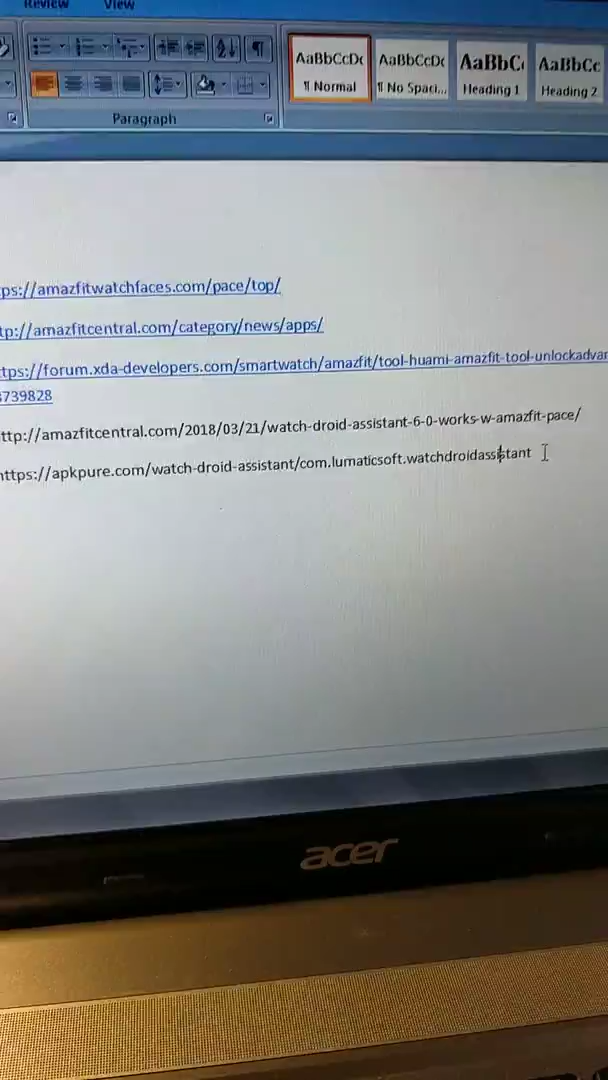 Review View
AaBbCcDc AaBbCcDc AaBbC AaBbCc
¶ Normal ¶ No Spaci... Heading 1 Heading 2
Paragraph
ps://amazfitwatchfaces.com/pace/top/
tp://amazfitcentral.com/category/news/apps/
ttps://forum.xda-developers.com/smartwatch/amazfit/tool-huami-amazfit-tool-unlockadvan
3739828
ttp://amazfitcentral.com/2018/03/21/watch-droid-assistant-6-0-works-w-amazfit-pace/
https://apkpure.com/watch-droid-assistant/com.lumaticsoft.watchdroidassistant
acer